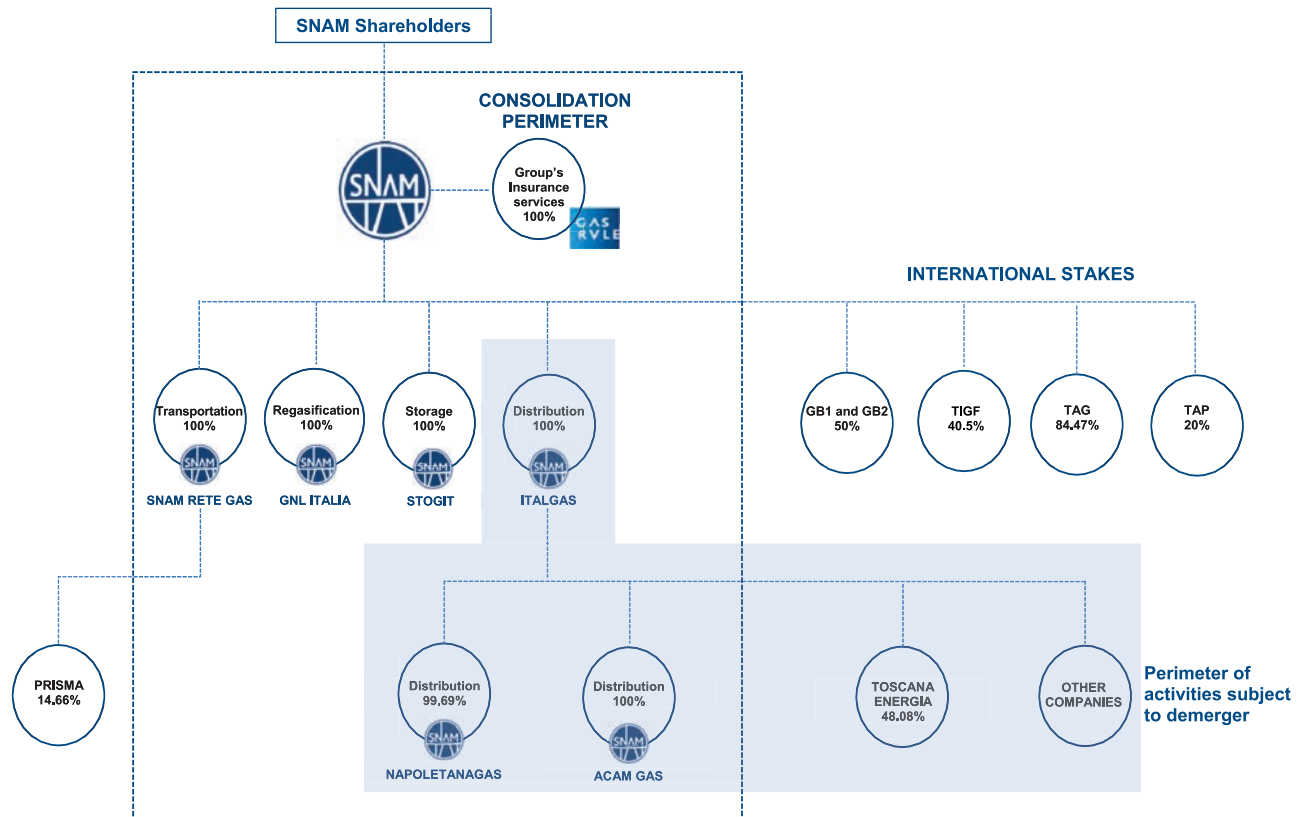 SNAM Shareholders
CONSOLIDATION
PERIMETER
SNAM
Group's
Insurance
services
100%
GAS
RVLE
INTERNATIONAL STAKES
Transportation
100%
SNAM
SNAM RETE GAS
Regasification
100%
SNAM
GNL ITALIA
Storage
100%
SNAM
STOGIT
Distribution
100%
SNAM
ITALGAS
GB1 and GB2
50%
TIGF
40.5%
TAG
84.47%
TAP
20%
PRISMA
14.66%
Distribution
99.69%
SNAM
NAPOLETANAGAS
Distribution
100%
SNAM
ACAM GAS
TOSCANA
ENERGIA
48.08%
OTHER
COMPANIES
Perimeter of
activities subject
to demerger